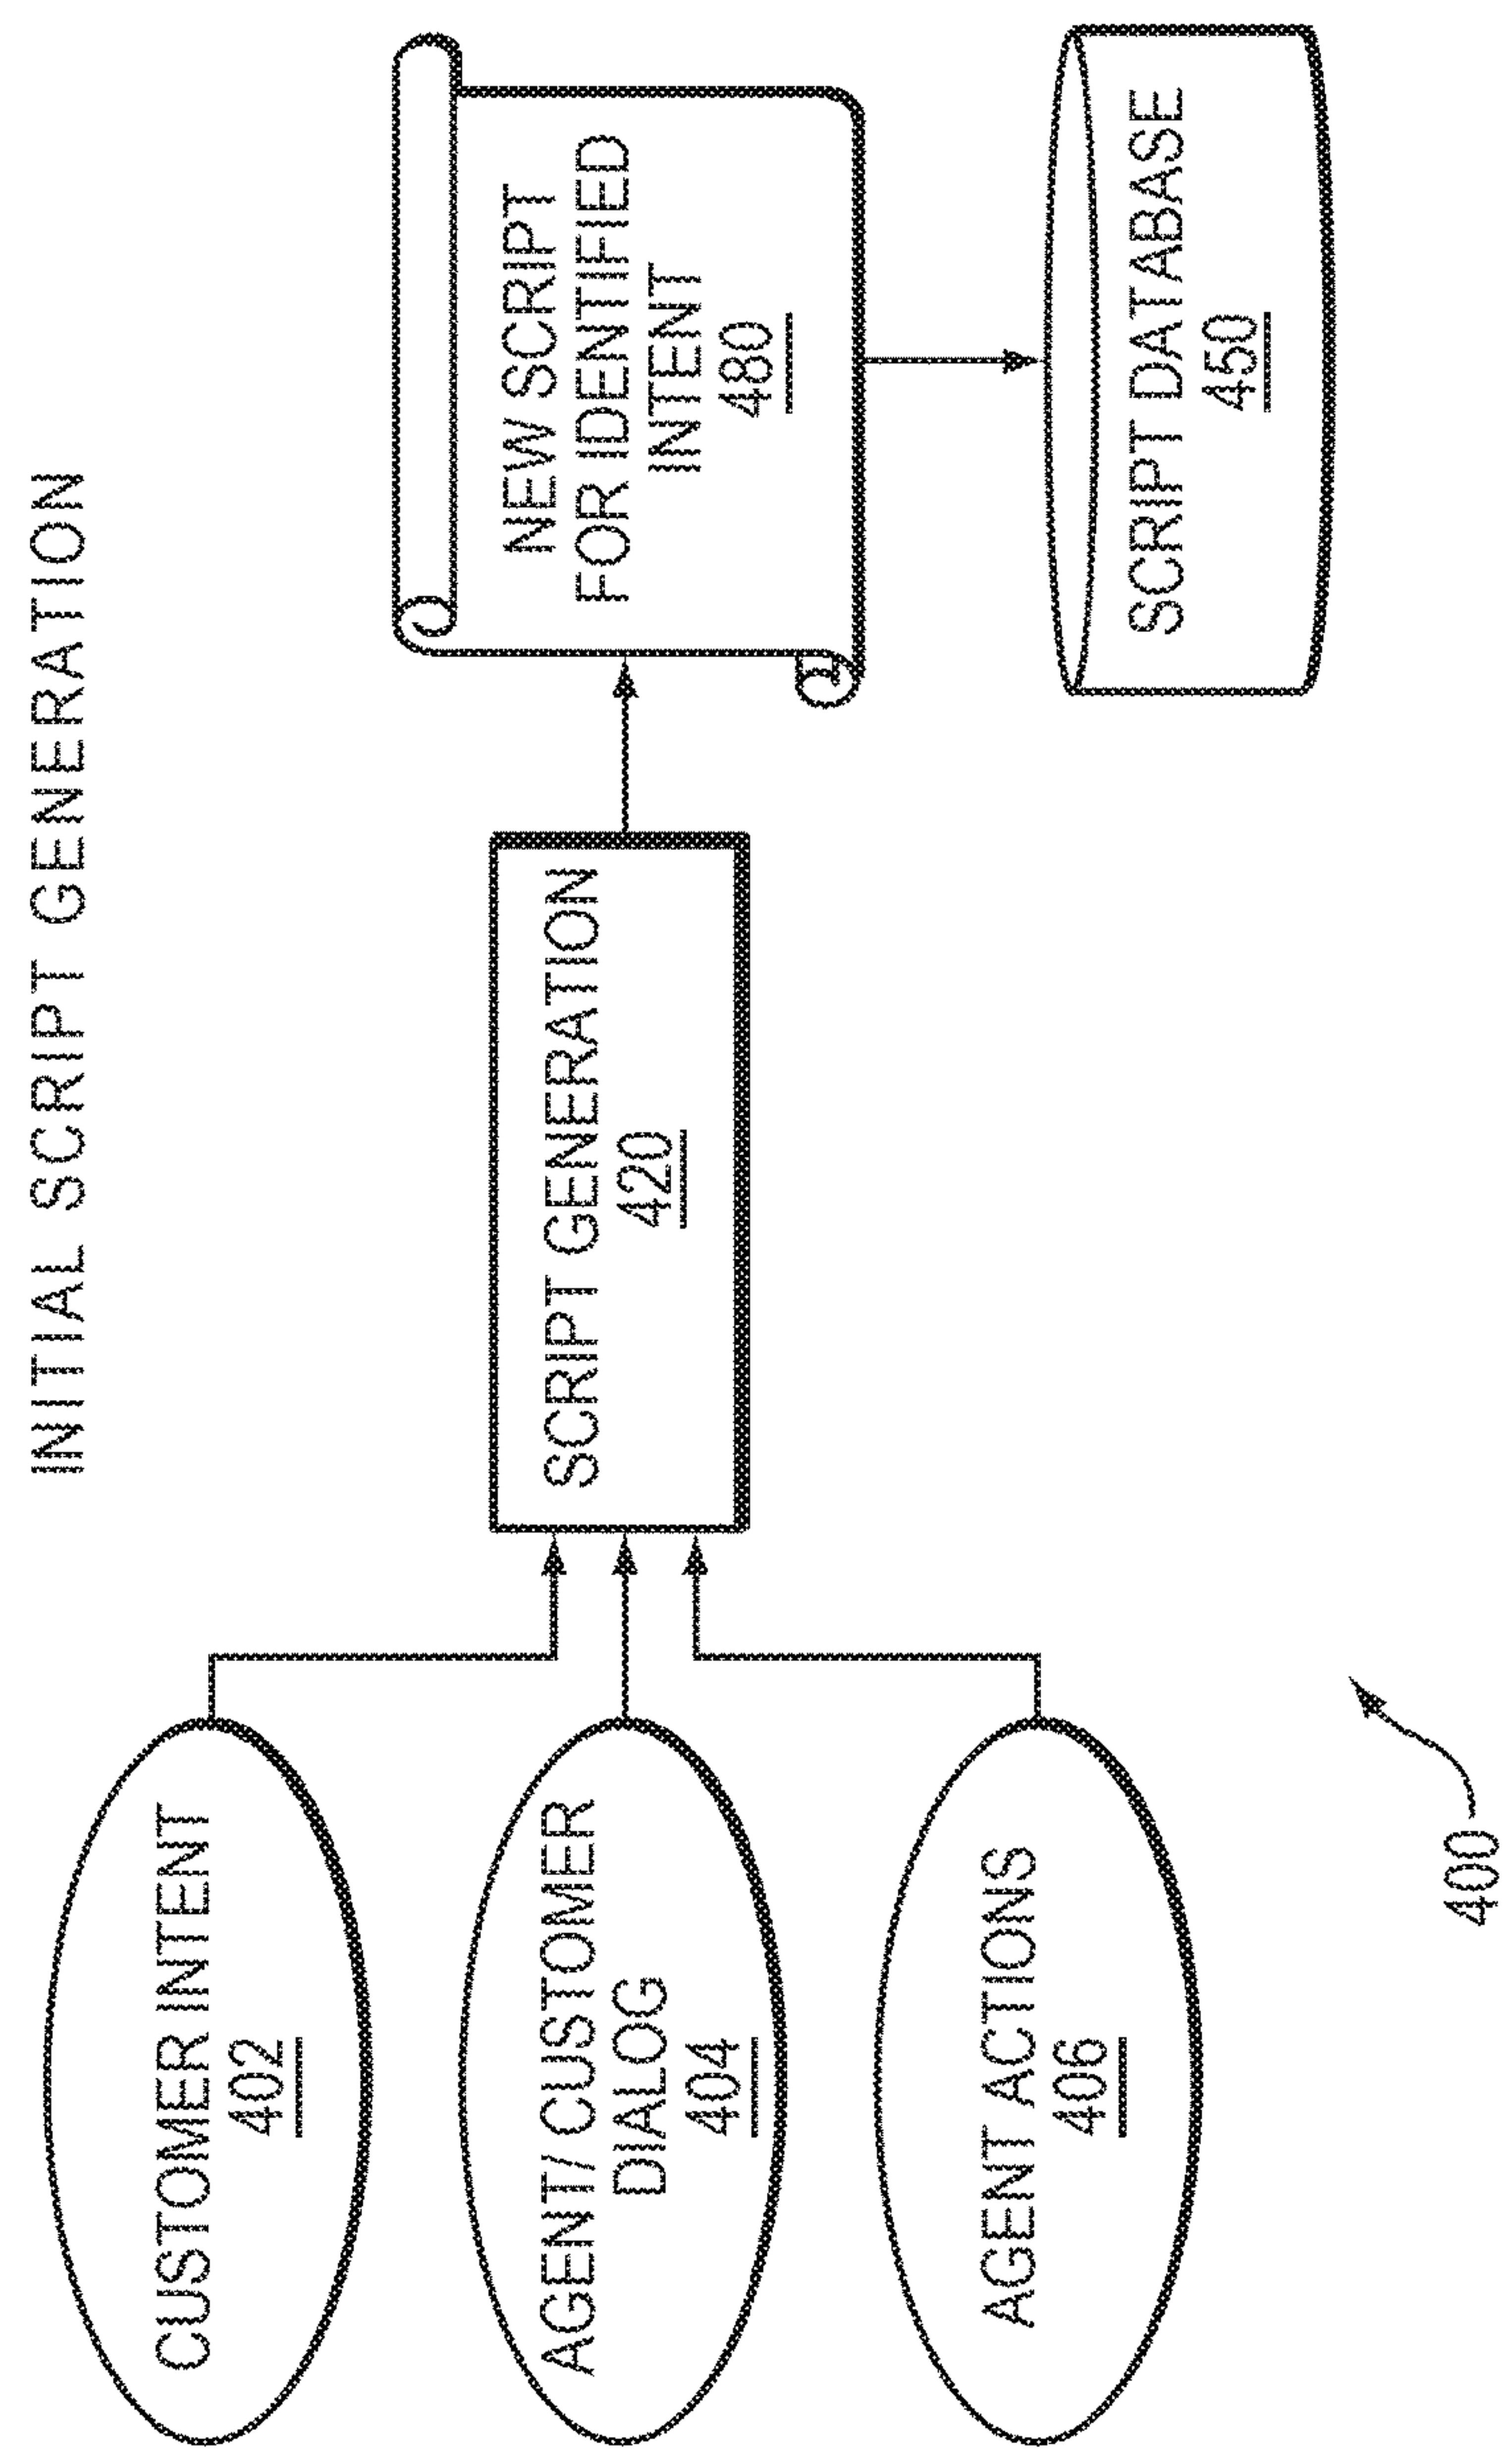 INITIAL SCRIPT GENERATION
CUSTOMER INTENT
402
AGENT/ CUSTOMER
DIALOG
404
AGENT ACTIONS
406
SCRIPT GENERATION
420
NEW SCRIPT
FOR IDENTIFIED
INTENT
480
SCRIPT DATABASE
450
400